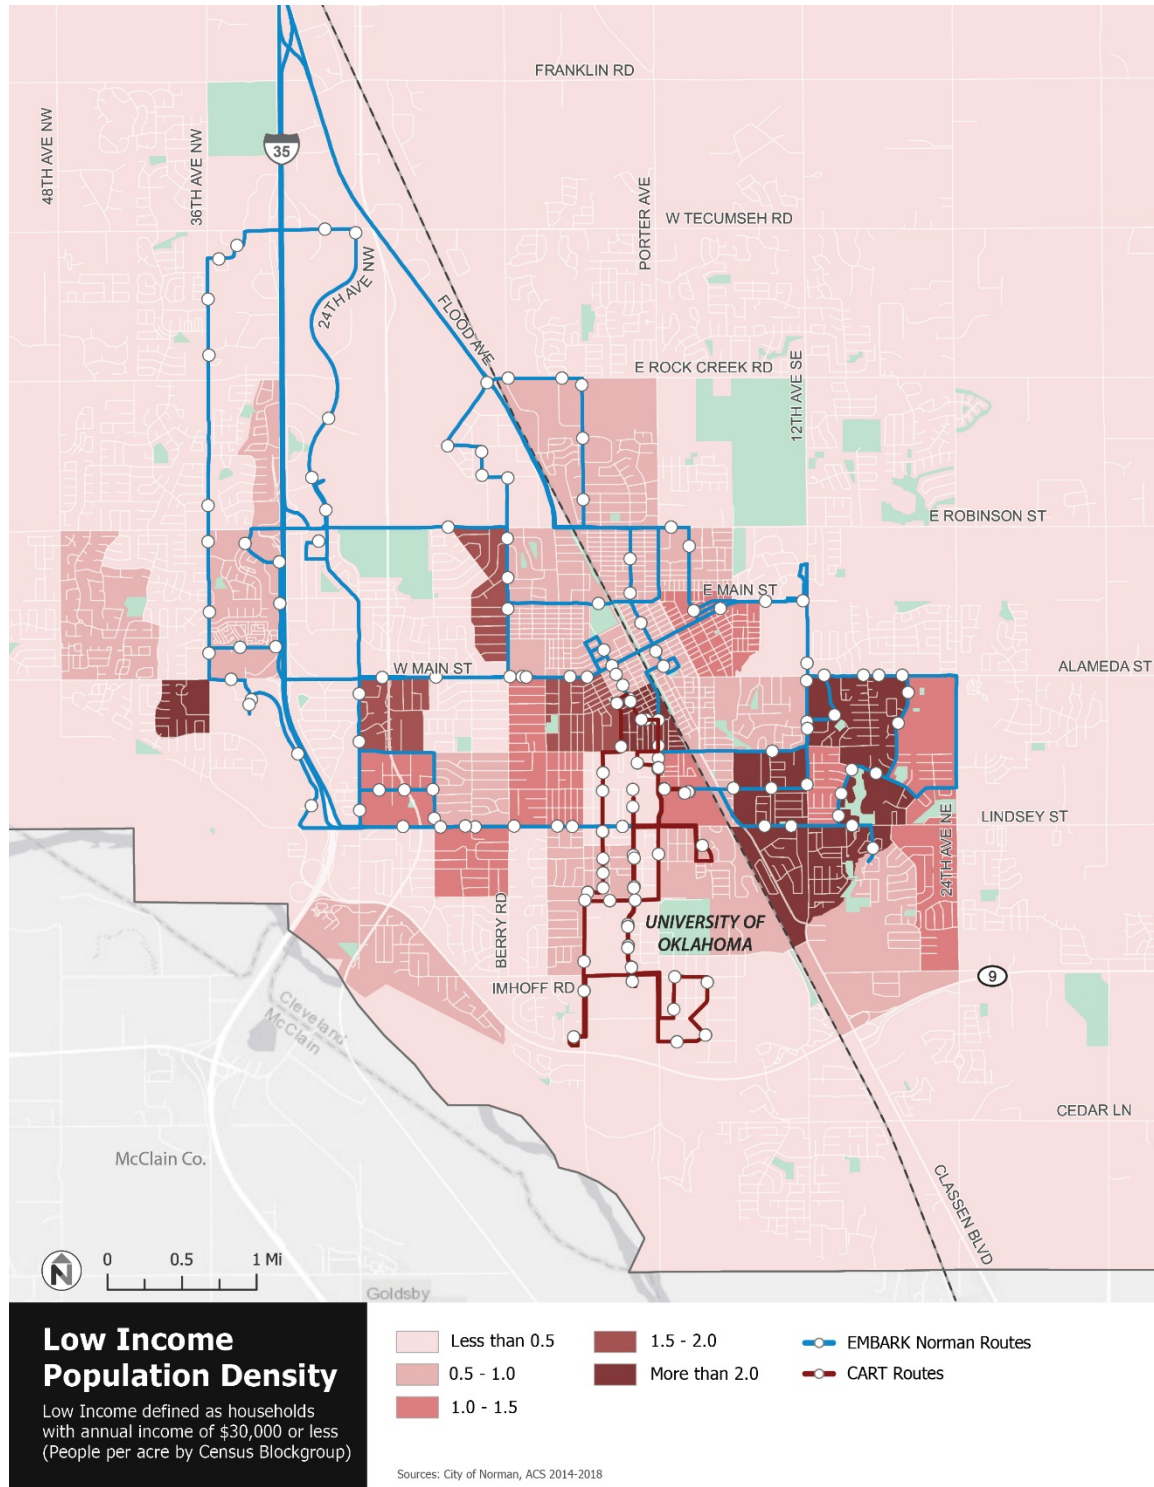 FRANKLIN RD
48TH AVE NW
36TH AVE NW
35
PORTER AVE
W TECUMSEH RD
24TH AVE NW
FLOOD AVE
E ROCK CREEK RD
12TH AVE SE
E ROBINSON ST
E MAIN ST
W MAIN ST
ALAMEDA ST
LINDSEY ST
24TH AVE NE
BERRY RD
UNIVERSITY OF
OKLAHOMA
IMHOFF RD
9
Cleveland
McClain
CEDAR LN
McClain Co.
CLASSEN BLVD
N
0 0.5 1 Mi
Goldsby
Low Income
Population Density
Low Income defined as households
with annual income of $30,000 or less
(People per acre by Census Blockgroup)
Less than 0.5
0.5 - 1.0
1.0 - 1.5
1.5 - 2.0
More than 2.0
EMBARK Norman Routes
CART Routes
Sources: City of Norman, ACS 2014-2018